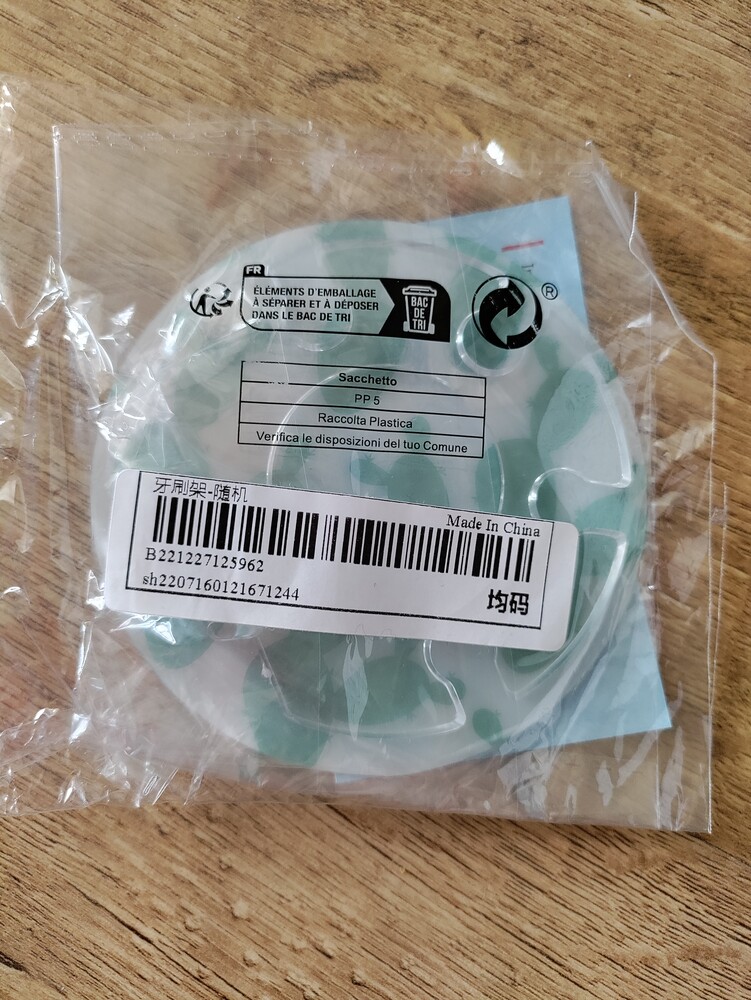 FR
ÉLÉMENTS D'EMBALLAGE
À SÉPARER ET À DÉPOSER
DANS LE BAC DE TRI
BAC
DE
TRI
®
Sacchetto
PP 5
Raccolta Plastica
Verifica le disposizioni del tuo Comune
牙刷架-随机
Made In China
B221227125962
sh2207160121671244
均码